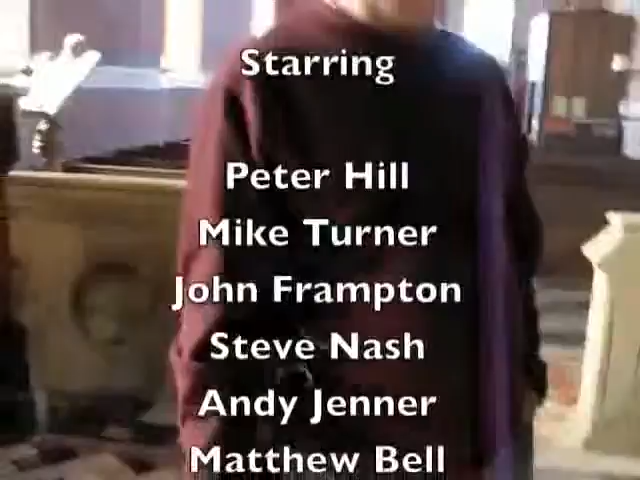 Starring
Peter Hill
Mike Turner
John Frampton
Steve Nash
Andy Jenner
Matthew Bell